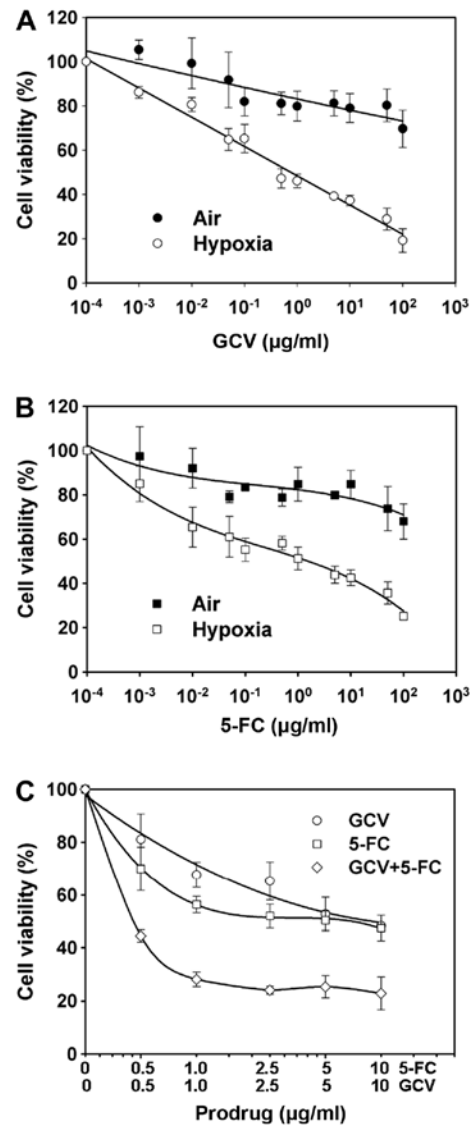 A
Cell viability (%)
120
100
80
60
40
20
0
Air
Hypoxia
10⁻⁴ 10⁻³ 10⁻² 10⁻¹ 10⁰ 10¹ 10² 10³
GCV (µg/ml)
B
Cell viability (%)
120
100
80
60
40
20
0
Air
Hypoxia
10⁻⁴ 10⁻³ 10⁻² 10⁻¹ 10⁰ 10¹ 10² 10³
5-FC (µg/ml)
C
Cell viability (%)
100
80
60
40
20
0
GCV
5-FC
GCV+5-FC
0 0.5 1.0 2.5 5 10 5-FC
0 0.5 1.0 2.5 5 10 GCV
Prodrug (µg/ml)